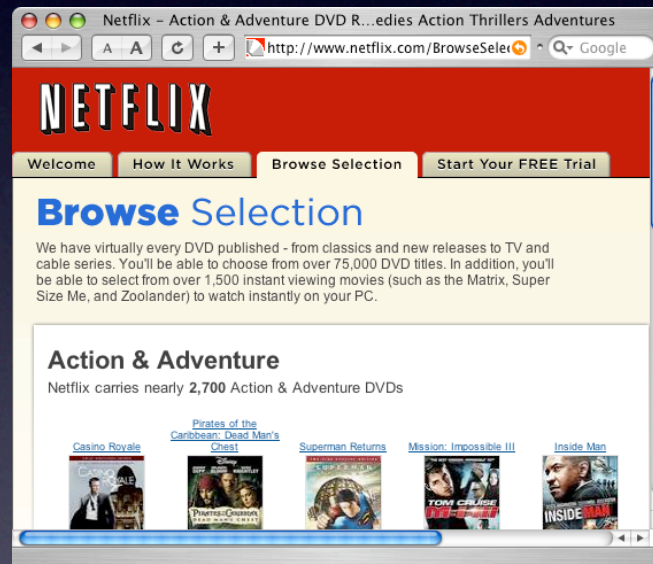 Netflix – Action & Adventure DVD R...edies Action Thrillers Adventures
A A http://www.netflix.com/BrowseSelec Google
NETFLIX
Welcome How It Works Browse Selection Start Your FREE Trial
Browse Selection
We have virtually every DVD published - from classics and new releases to TV and
cable series. You'll be able to choose from over 75,000 DVD titles. In addition, you'll
be able to select from over 1,500 instant viewing movies (such as the Matrix, Super
Size Me, and Zoolander) to watch instantly on your PC.
Action & Adventure
Netflix carries nearly 2,700 Action & Adventure DVDs
Casino Royale
Pirates of the
Caribbean: Dead Man's
Chest
Superman Returns
Mission: Impossible III
Inside Man
CASINO
ROYALE
PIRATES of the CARIBBEAN
DEAD MAN'S CHEST
SUPERMAN
TOM CRUISE
M:i:III
INSIDE MAN